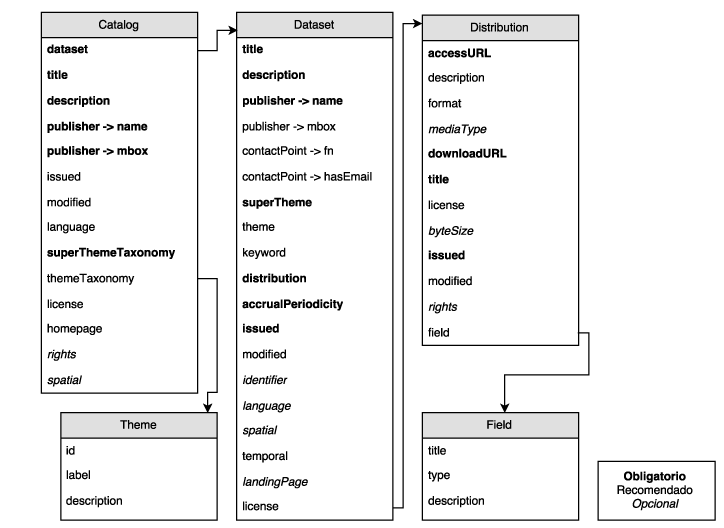 Catalog
dataset
title
description
publisher -> name
publisher -> mbox
issued
modified
language
superThemeTaxonomy
themeTaxonomy
license
homepage
rights
spatial
Dataset
title
description
publisher -> name
publisher -> mbox
contactPoint -> fn
contactPoint -> hasEmail
superTheme
theme
keyword
distribution
accrualPeriodicity
issued
modified
identifier
language
spatial
temporal
landingPage
license
Distribution
accessURL
description
format
mediaType
downloadURL
title
license
byteSize
issued
modified
rights
field
Theme
id
label
description
Field
title
type
description
Obligatorio
Recomendado
Opcional